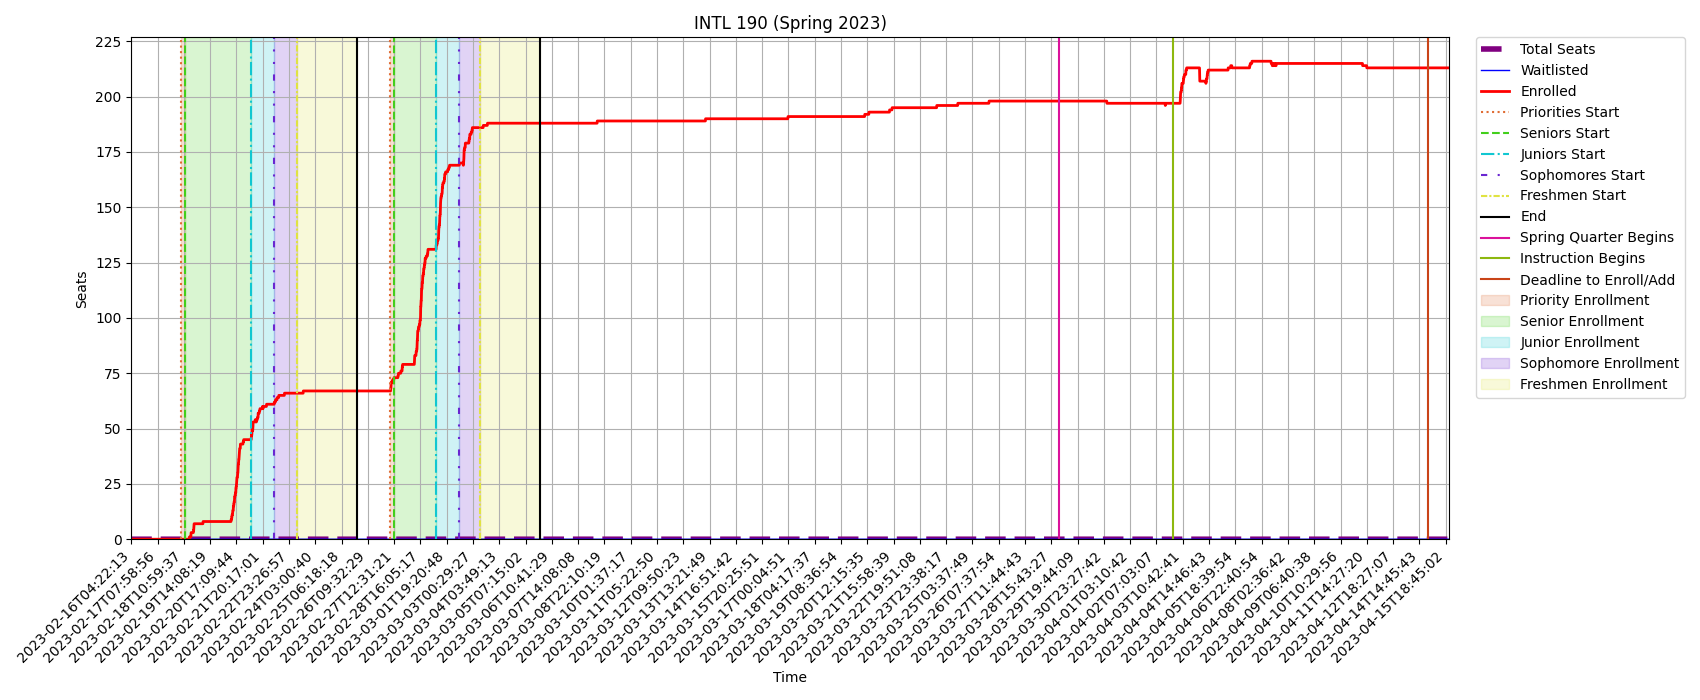 INTL 190 (Spring 2023)
225
200
175
150
125
100
75
50
25
0
Seats
2023-02-16T04:22:13
2023-02-17T07:58:56
2023-02-18T10:59:37
2023-02-19T14:08:19
2023-02-20T17:09:44
2023-02-21T20:17:01
2023-02-22T23:26:57
2023-02-24T03:00:40
2023-02-25T06:18:18
2023-02-26T09:32:29
2023-02-27T12:31:21
2023-02-28T16:05:17
2023-03-01T19:20:48
2023-03-03T00:29:27
2023-03-04T03:49:13
2023-03-05T07:15:02
2023-03-06T10:41:29
2023-03-07T14:08:08
2023-03-08T22:10:19
2023-03-10T01:37:17
2023-03-11T05:22:50
2023-03-12T09:50:23
2023-03-13T13:21:49
2023-03-14T16:51:42
2023-03-15T20:25:51
2023-03-17T00:04:51
2023-03-18T04:17:37
2023-03-19T08:36:54
2023-03-20T12:15:35
2023-03-21T15:58:39
2023-03-22T19:51:08
2023-03-23T23:38:17
2023-03-25T03:37:49
2023-03-26T07:37:54
2023-03-27T11:44:43
2023-03-28T15:43:27
2023-03-29T19:44:09
2023-03-30T23:27:42
2023-04-01T03:10:42
2023-04-02T07:03:07
2023-04-03T10:42:41
2023-04-04T14:46:43
2023-04-05T18:39:54
2023-04-06T22:40:54
2023-04-08T02:36:42
2023-04-09T06:40:38
2023-04-10T10:29:56
2023-04-11T14:27:20
2023-04-12T18:27:07
2023-04-14T14:45:43
2023-04-15T18:45:02
Time
Total Seats
Waitlisted
Enrolled
Priorities Start
Seniors Start
Juniors Start
Sophomores Start
Freshmen Start
End
Spring Quarter Begins
Instruction Begins
Deadline to Enroll/Add
Priority Enrollment
Senior Enrollment
Junior Enrollment
Sophomore Enrollment
Freshmen Enrollment